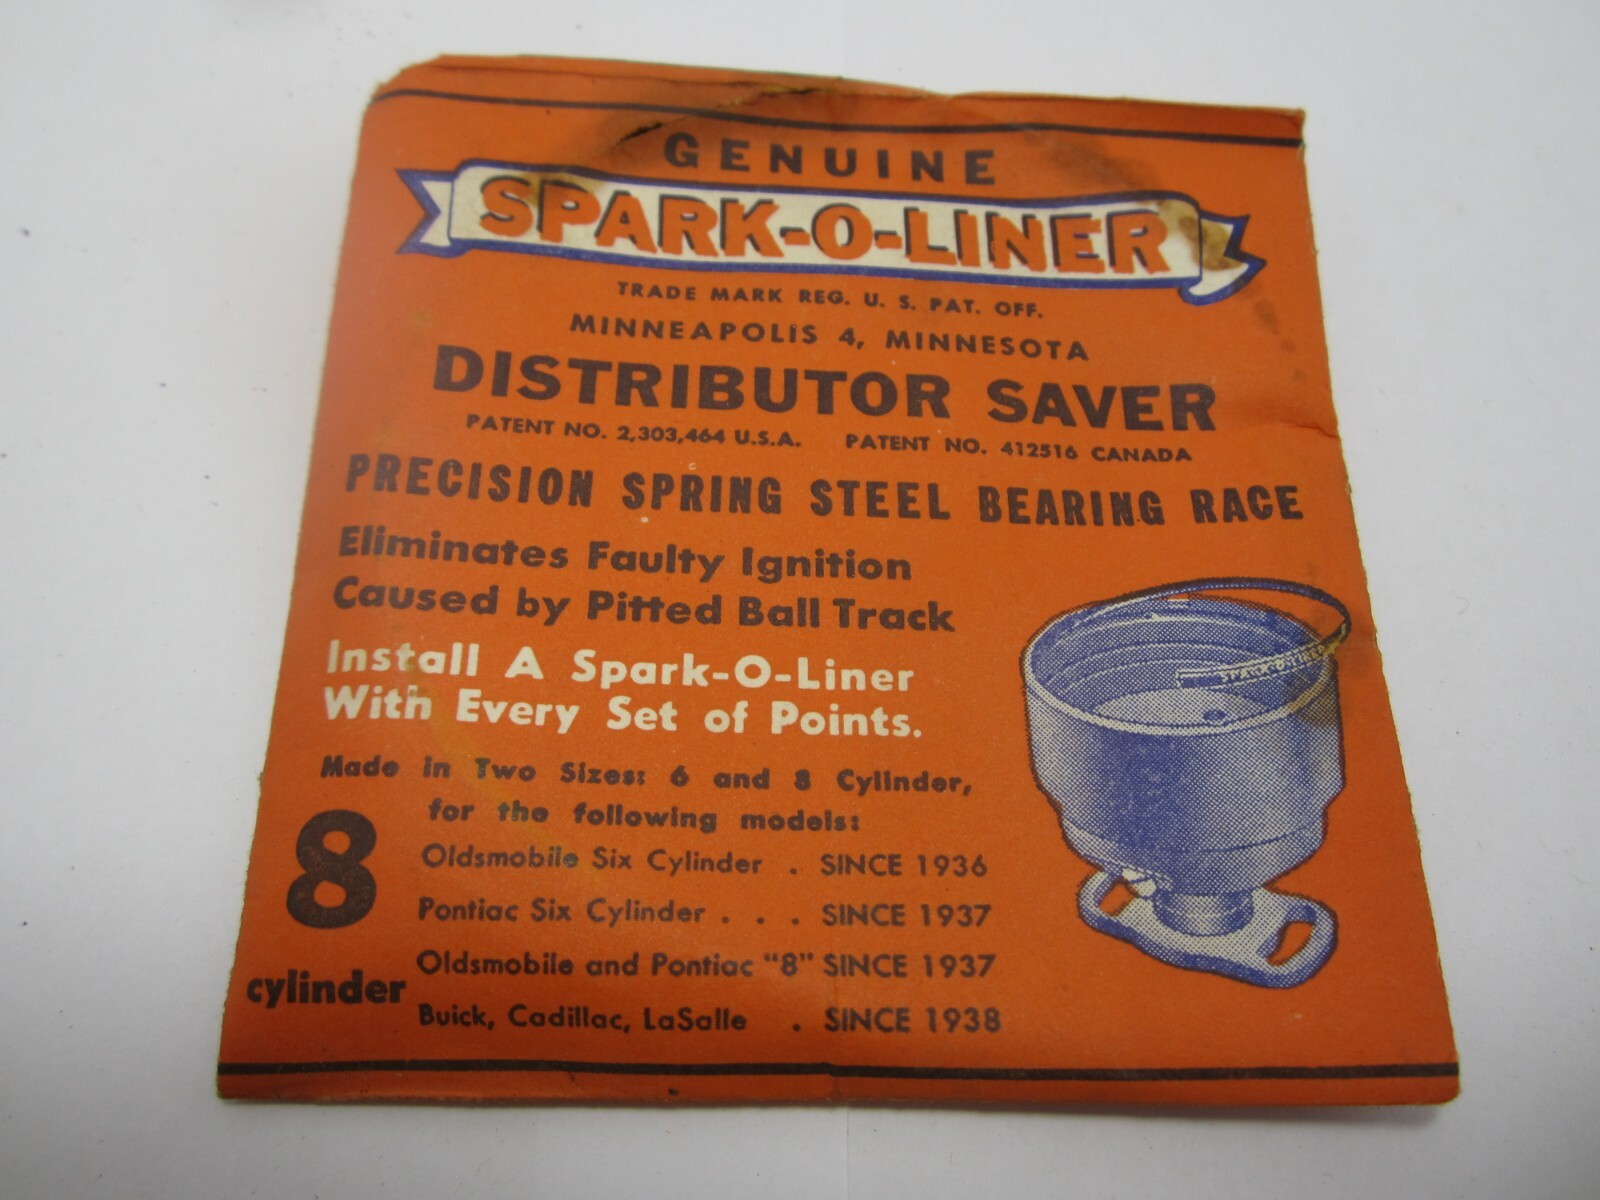 GENUINE
SPARK-O-LINER
TRADE MARK REG. U. S. PAT. OFF.
MINNEAPOLIS 4, MINNESOTA
DISTRIBUTOR SAVER
PATENT NO. 2,303,464 U.S.A. PATENT NO. 412516 CANADA
PRECISION SPRING STEEL BEARING RACE
Eliminates Faulty Ignition
Caused by Pitted Ball Track
Install A Spark-O-Liner
With Every Set of Points.
SPARK-O-LINER
Made in Two Sizes: 6 and 8 Cylinder,
for the following models:
8
cylinder
Oldsmobile Six Cylinder . SINCE 1936
Pontiac Six Cylinder . . . SINCE 1937
Oldsmobile and Pontiac "8" SINCE 1937
Buick, Cadillac, LaSalle . SINCE 1938